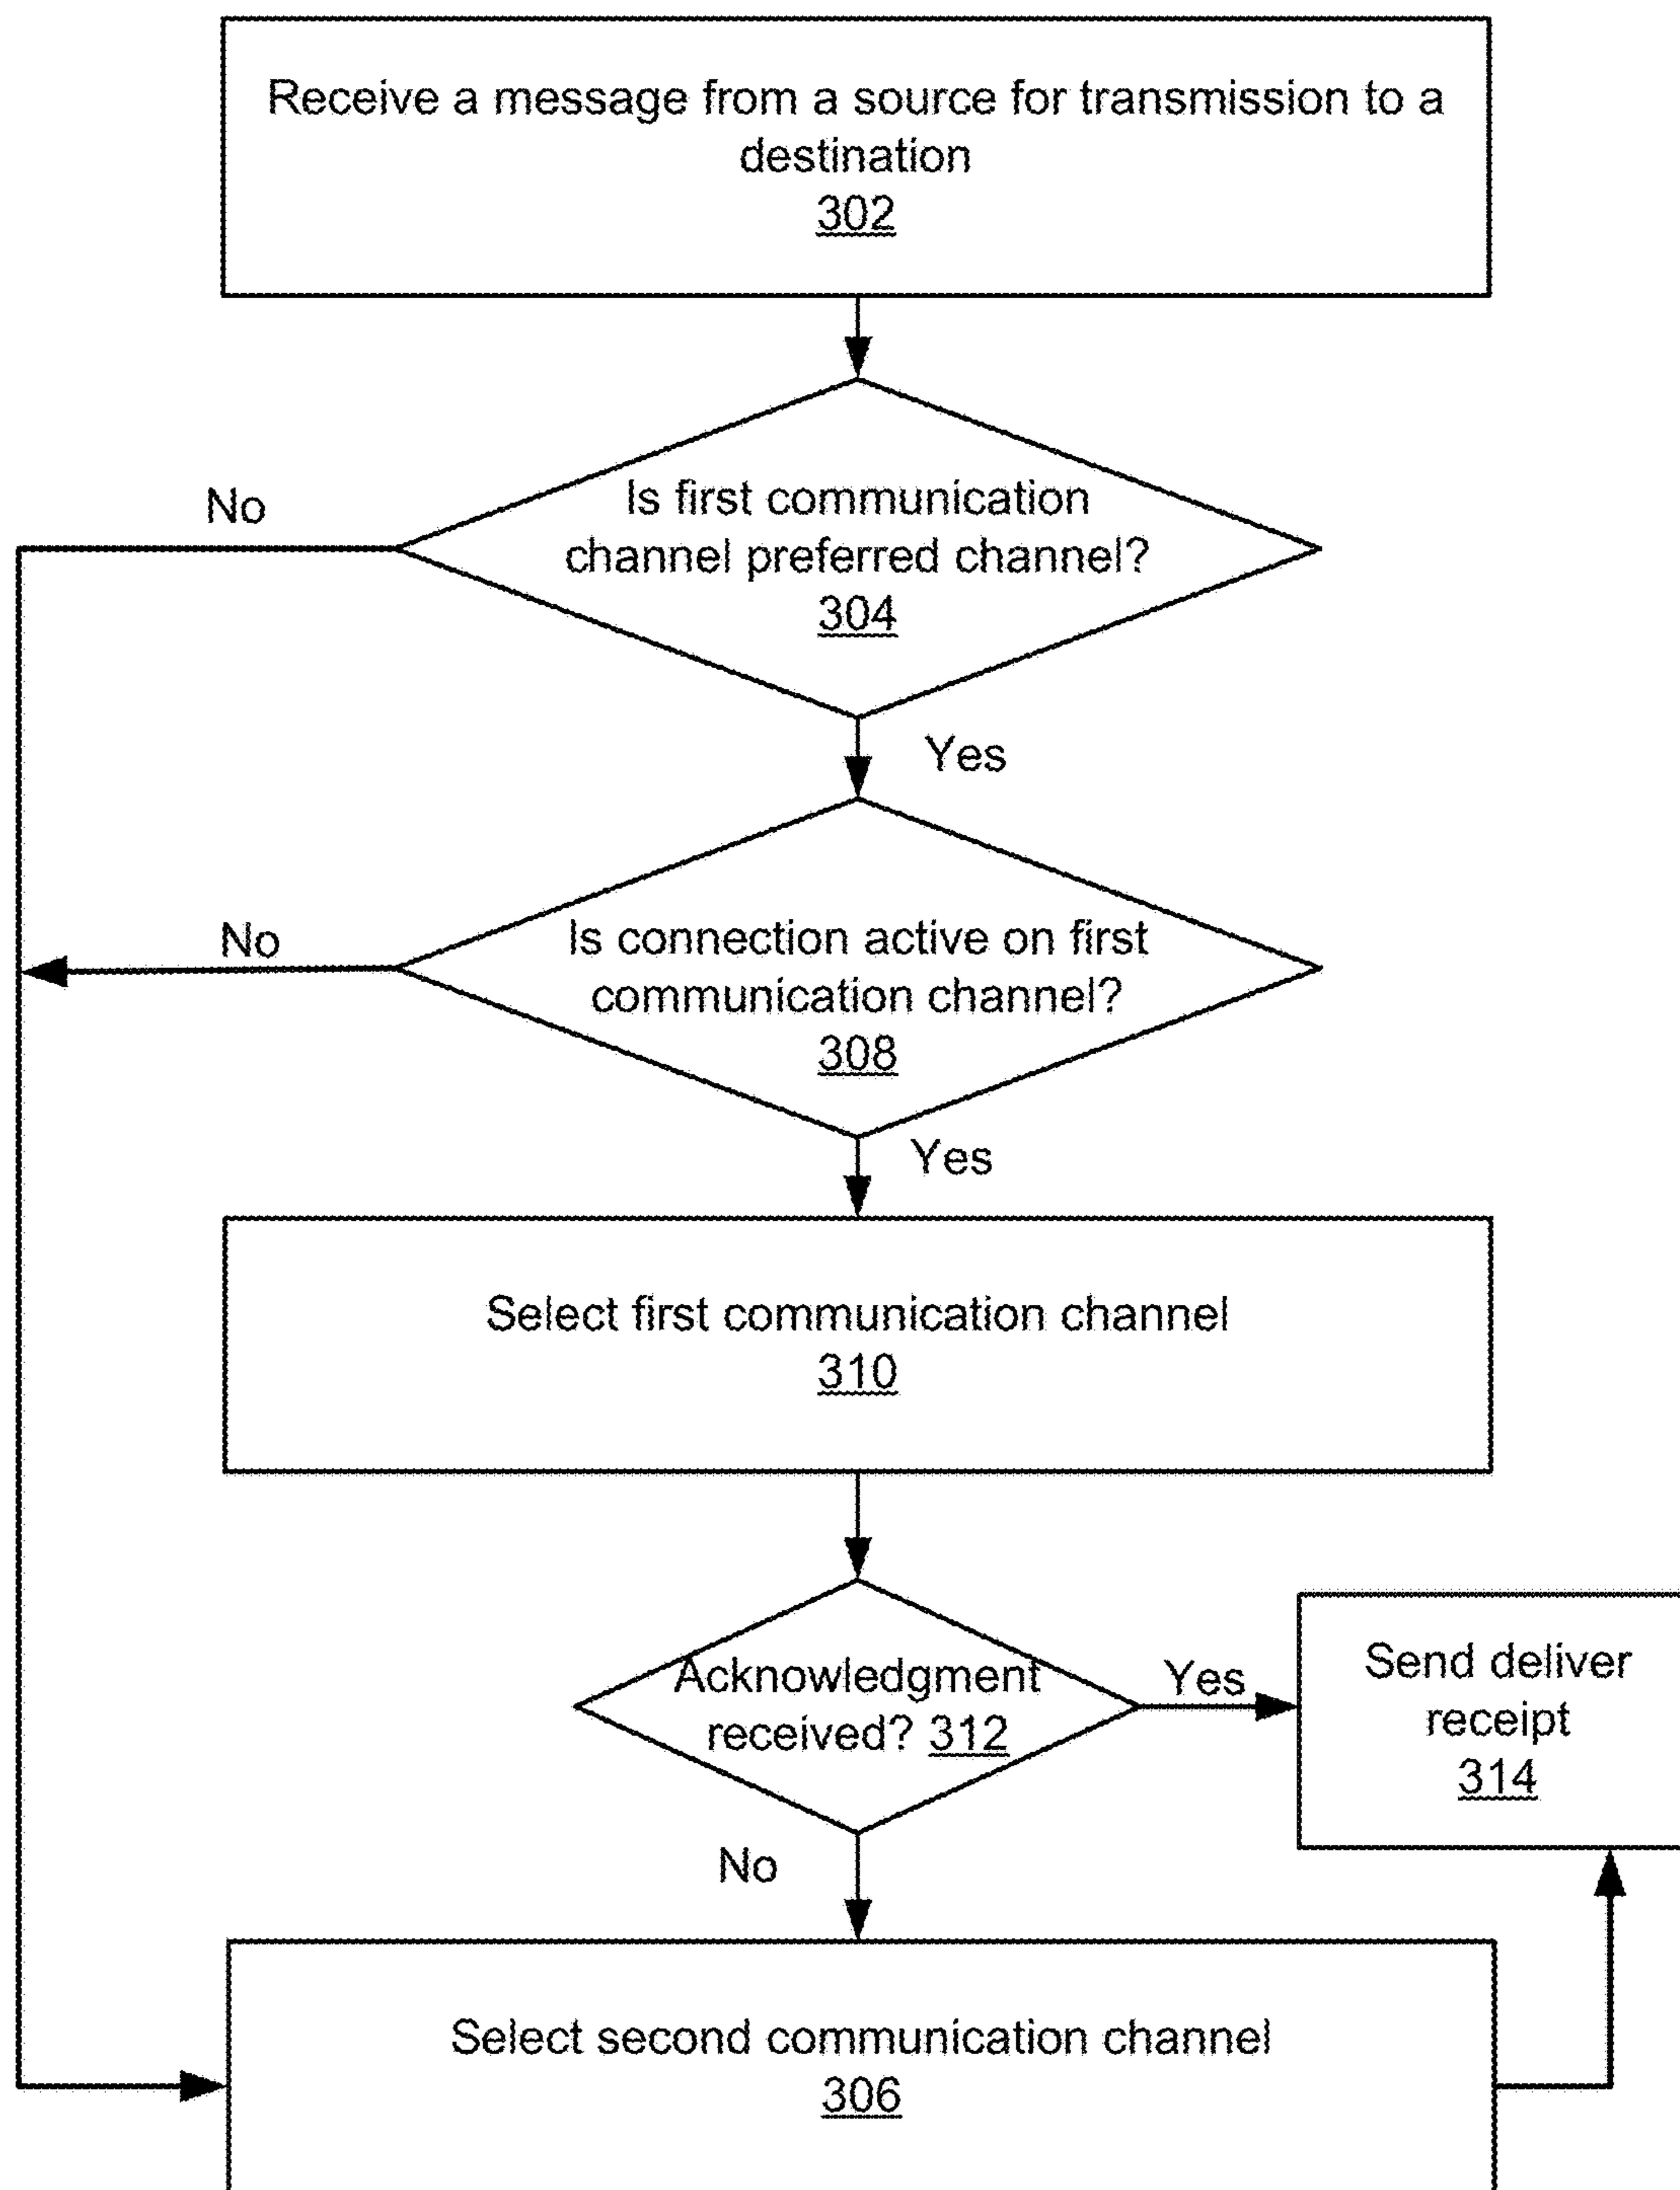 Receive a message from a source for transmission to a
destination
302
No
Is first communication
channel preferred channel?
304
Yes
No
Is connection active on first
communication channel?
308
Yes
Select first communication channel
310
Acknowledgment
received? 312
Yes
Send deliver
receipt
314
No
Select second communication channel
306